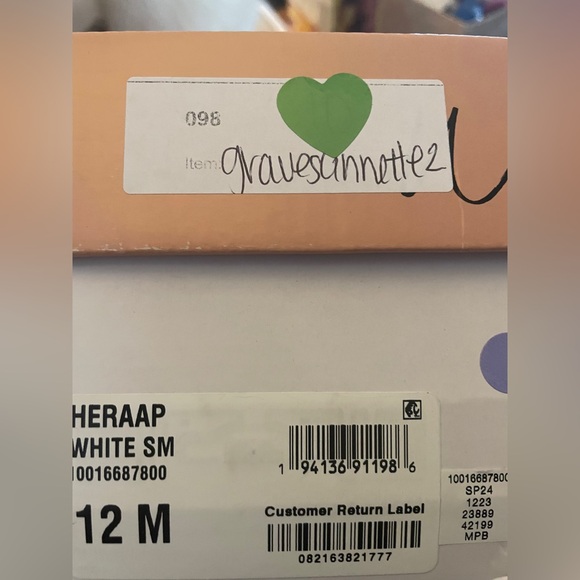 098
Item:
gravesannette2
HERAAP
WHITE SM
10016687800
12 M
1 94136 91198 6
Customer Return Label
082163821777
10016687800
SP24
1223
23889
42199
MPB